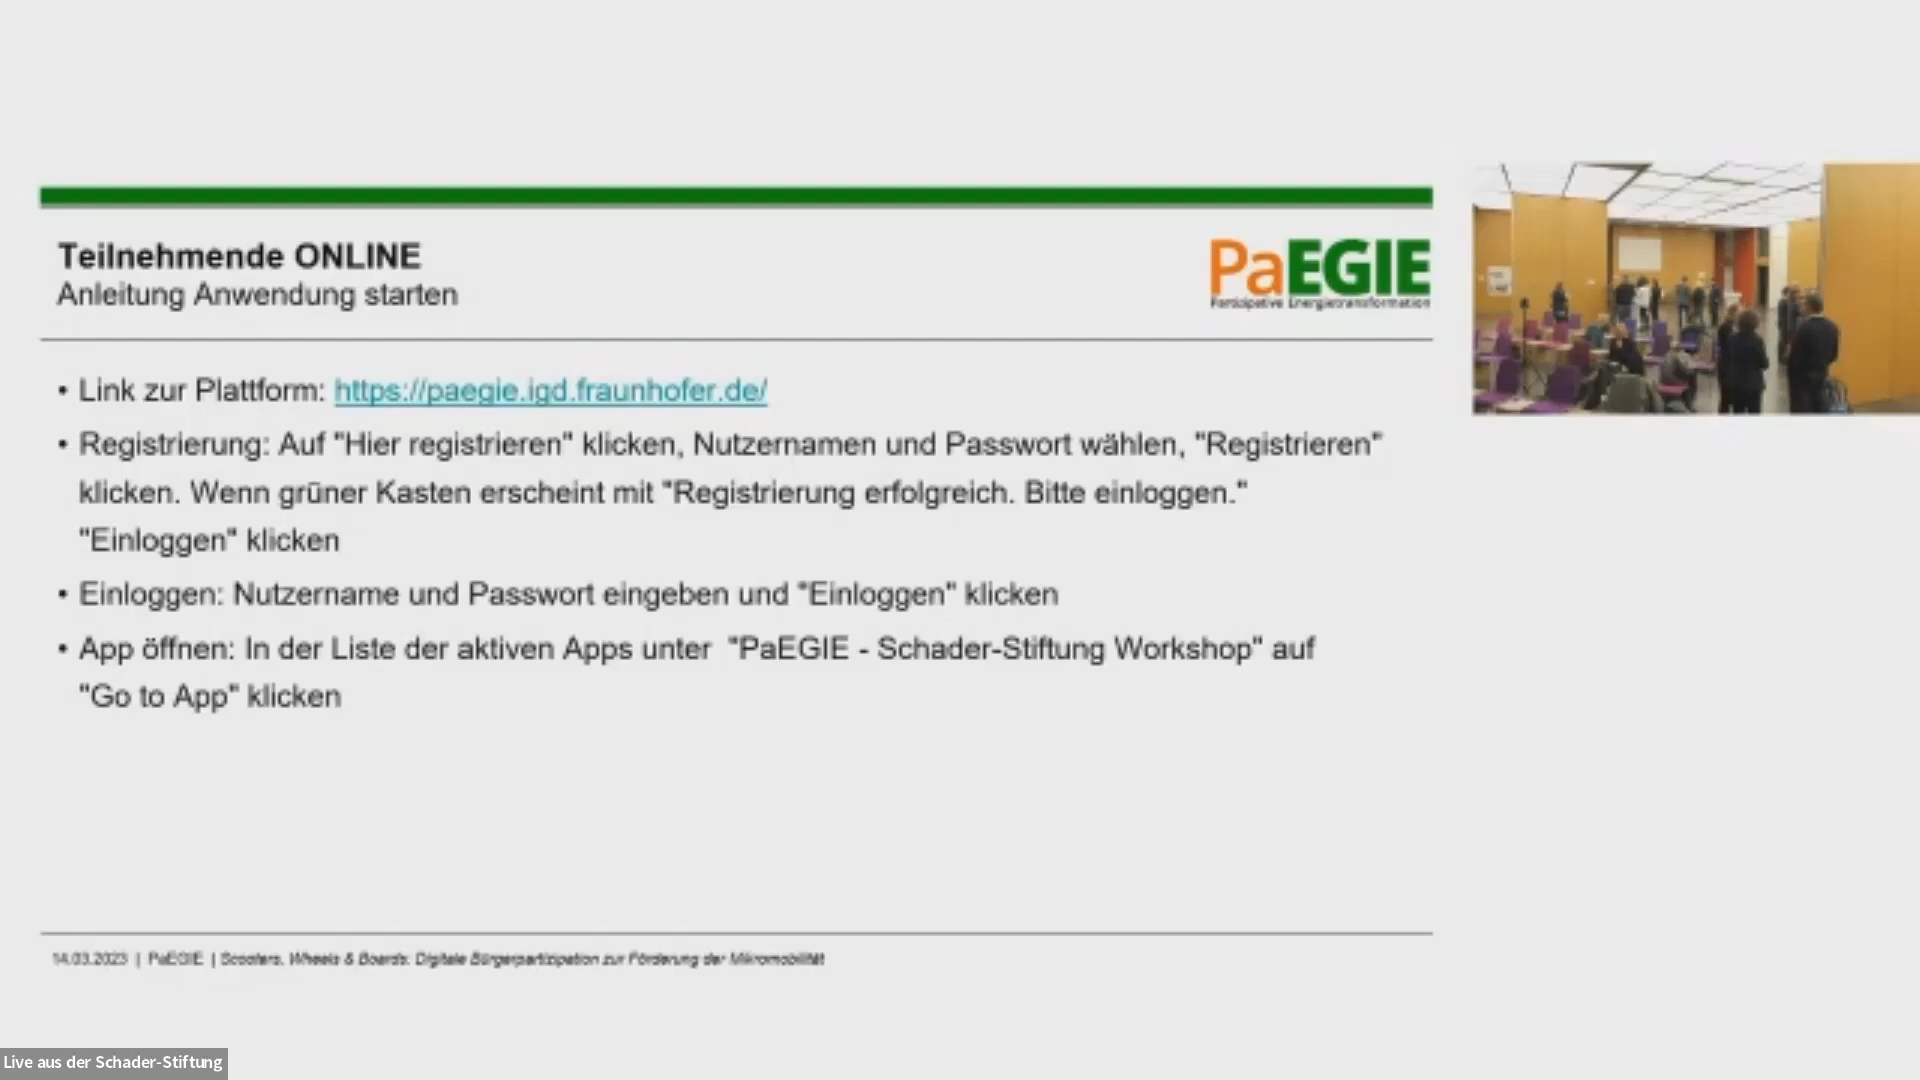 Teilnehmende ONLINE
Anleitung Anwendung starten
PaEGIE
Partizipative Energietransformation
• Link zur Plattform: https://paegie.igd.fraunhofer.de/
• Registrierung: Auf "Hier registrieren" klicken, Nutzernamen und Passwort wählen, "Registrieren"
klicken. Wenn grüner Kasten erscheint mit "Registrierung erfolgreich. Bitte einloggen."
"Einloggen" klicken
• Einloggen: Nutzername und Passwort eingeben und "Einloggen" klicken
• App öffnen: In der Liste der aktiven Apps unter "PaEGIE - Schader-Stiftung Workshop" auf
"Go to App" klicken
14.03.2023 | PaEGIE | Scooters, Wheels & Boards: Digitale Bürgerpartizipation zur Förderung der Mikromobilität
Live aus der Schader-Stiftung